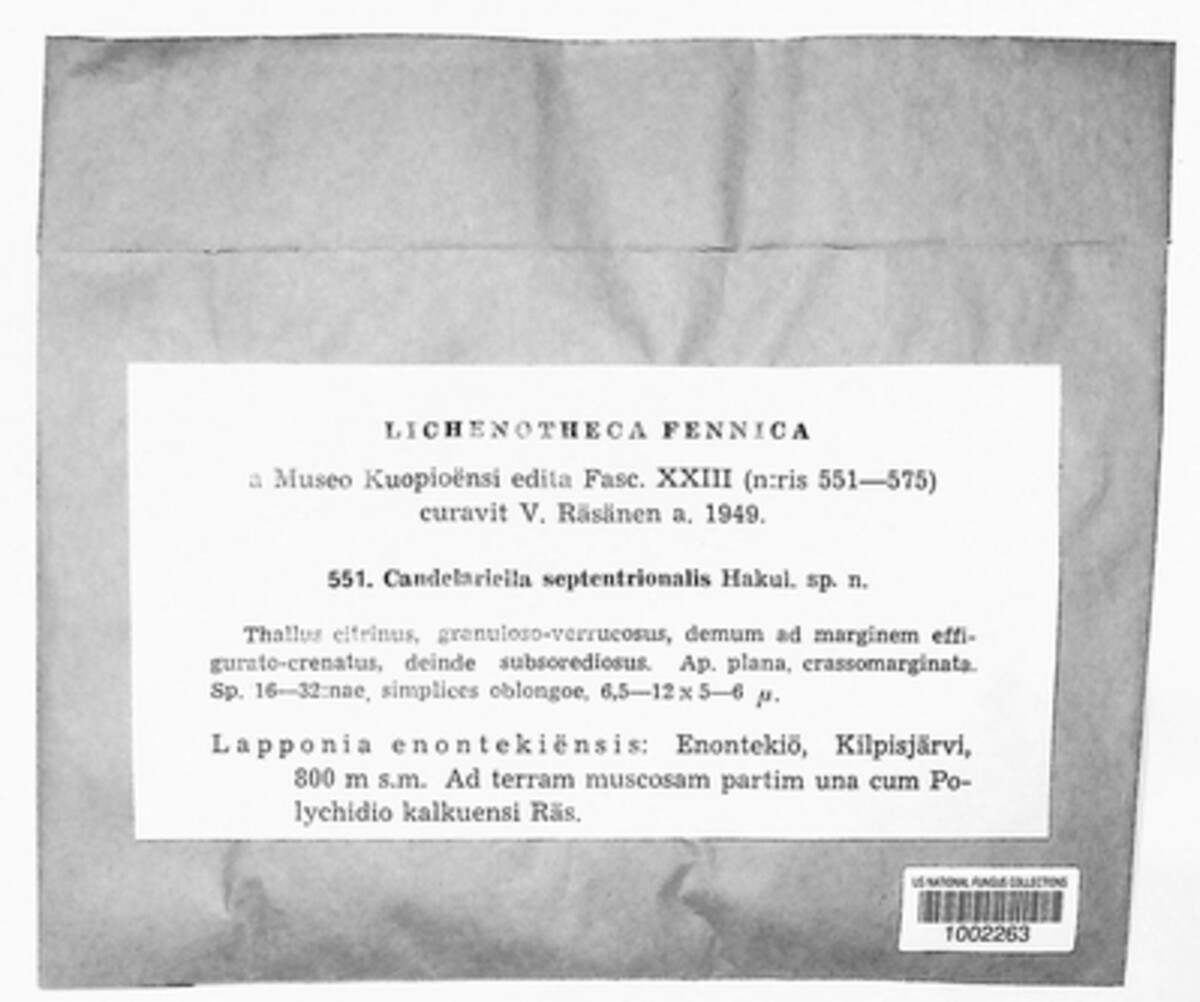 LICHENOTHECA FENNICA
a Museo Kuopioënsi edita Fasc. XXIII (n:ris 551—575)
curavit V. Räsänen a. 1949.
551. Candelariella septentrionalis Hakul. sp. n.
Thallus citrinus, granuloso-verrucosus, demum ad marginem effi-
gurato-crenatus, deinde subsorediosus. Ap. plana, crassomarginata.
Sp. 16—32:nae, simplices oblongoe, 6,5—12 x 5—6 μ.
Lapponia enontekiënsis: Enontekiö, Kilpisjärvi,
800 m s.m. Ad terram muscosam partim una cum Po-
lychidio kalkuensi Räs.
US NATIONAL FUNGUS COLLECTIONS
1002263